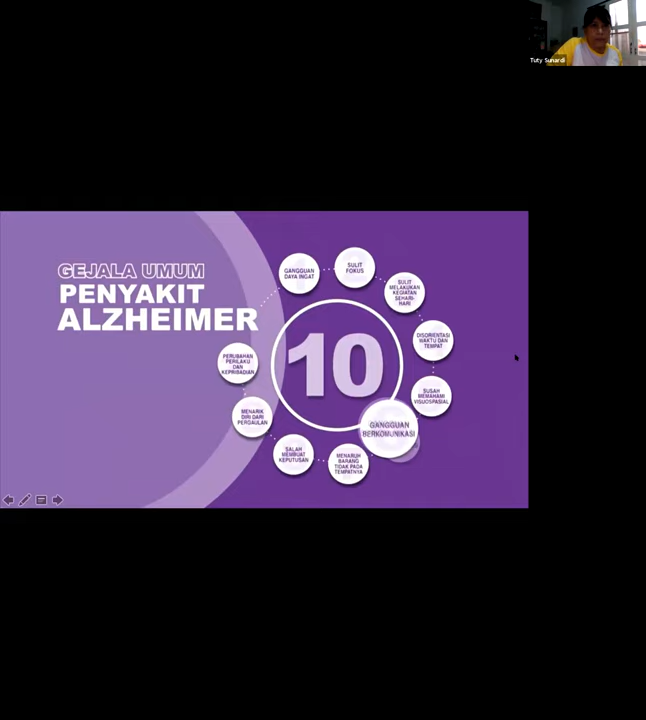 Tuty Sunardi
GEJALA UMUM
PENYAKIT
ALZHEIMER
10
GANGGUAN
DAYA INGAT
SULIT
FOKUS
SULIT
MELAKUKAN
KEGIATAN
SEHARI-
HARI
DISORIENTASI
WAKTU DAN
TEMPAT
SUSAH
MEMAHAMI
VISUOSPASIAL
GANGGUAN
BERKOMUNIKASI
MENARUH
BARANG
TIDAK PADA
TEMPATNYA
SALAH
MEMBUAT
KEPUTUSAN
MENARIK
DIRI DARI
PERGAULAN
PERUBAHAN
PERILAKU
DAN
KEPRIBADIAN